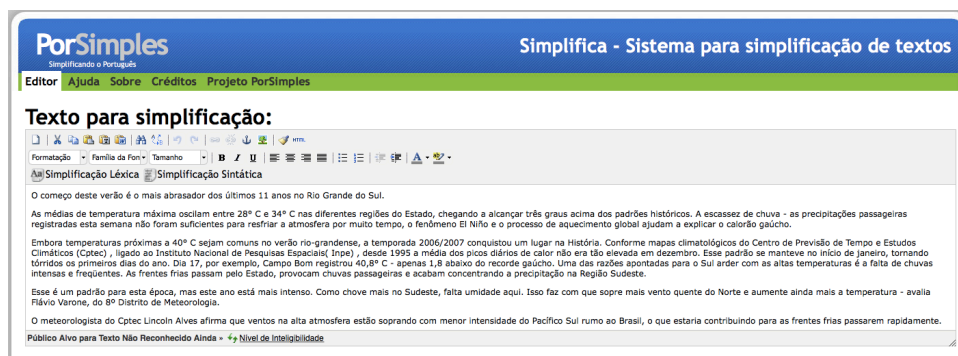 PorSimples
Simplificando o Português
Simplifica - Sistema para simplificação de textos
Editor Ajuda Sobre Créditos Projeto PorSimples
Texto para simplificação:
HTML
Formatação Família da Fon Tamanho B I U A
Aa Simplificação Léxica Simplificação Sintática
O começo deste verão é o mais abrasador dos últimos 11 anos no Rio Grande do Sul.
As médias de temperatura máxima oscilam entre 28° C e 34° C nas diferentes regiões do Estado, chegando a alcançar três graus acima dos padrões históricos. A escassez de chuva - as precipitações passageiras
registradas esta semana não foram suficientes para resfriar a atmosfera por muito tempo, o fenômeno El Niño e o processo de aquecimento global ajudam a explicar o calorão gaúcho.
Embora temperaturas próximas a 40° C sejam comuns no verão rio-grandense, a temporada 2006/2007 conquistou um lugar na História. Conforme mapas climatológicos do Centro de Previsão de Tempo e Estudos
Climáticos (Cptec) , ligado ao Instituto Nacional de Pesquisas Espaciais( Inpe) , desde 1995 a média dos picos diários de calor não era tão elevada em dezembro. Esse padrão se manteve no início de janeiro, tornando
tórridos os primeiros dias do ano. Dia 17, por exemplo, Campo Bom registrou 40,8º C - apenas 1,8 abaixo do recorde gaúcho. Uma das razões apontadas para o Sul arder com as altas temperaturas é a falta de chuvas
intensas e freqüentes. As frentes frias passam pelo Estado, provocam chuvas passageiras e acabam concentrando a precipitação na Região Sudeste.
Esse é um padrão para esta época, mas este ano está mais intenso. Como chove mais no Sudeste, falta umidade aqui. Isso faz com que sopre mais vento quente do Norte e aumente ainda mais a temperatura - avalia
Flávio Varone, do 8º Distrito de Meteorologia.
O meteorologista do Cptec Lincoln Alves afirma que ventos na alta atmosfera estão soprando com menor intensidade do Pacífico Sul rumo ao Brasil, o que estaria contribuindo para as frentes frias passarem rapidamente.
Público Alvo para Texto Não Reconhecido Ainda » Nível de Inteligibilidade